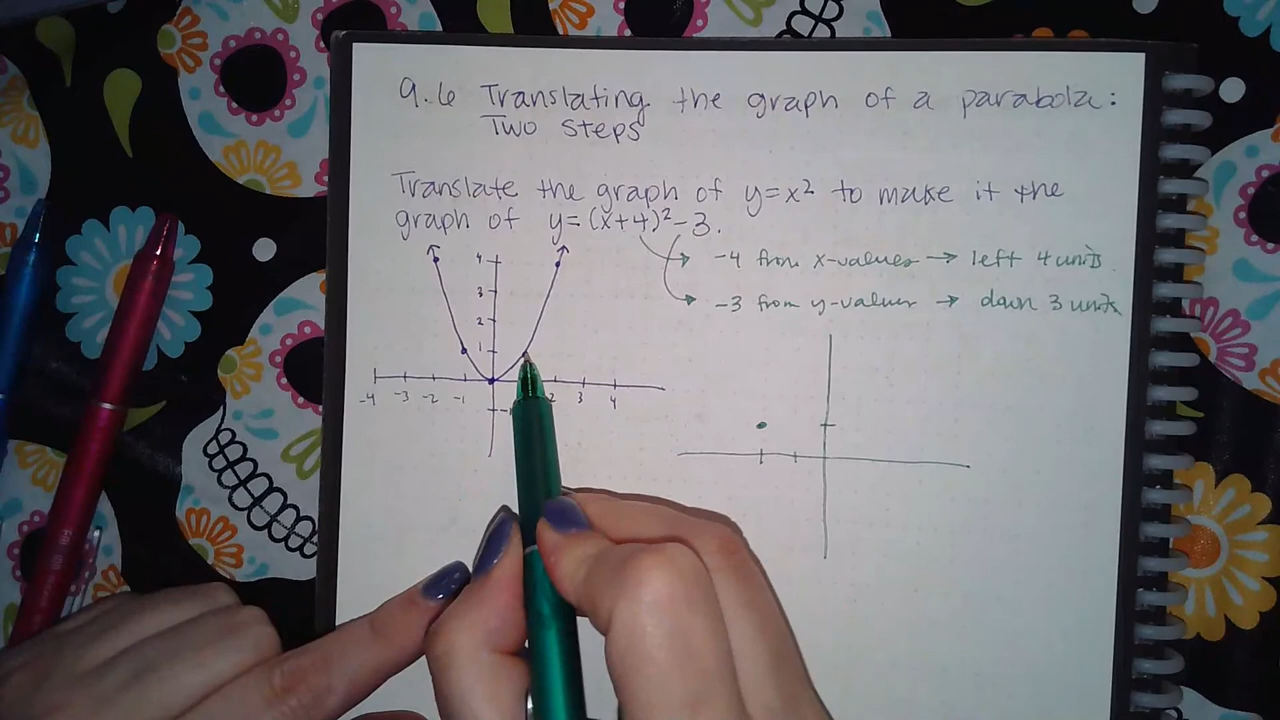 9.6 Translating the graph of a parabola:
Two steps
Translate the graph of y=x² to make it the
graph of y=(x+4)²-3.
-4 from x-values → left 4 units
-3 from y-values → down 3 units
4
3
2
1
-4 -3 -2 -1 2 3 4